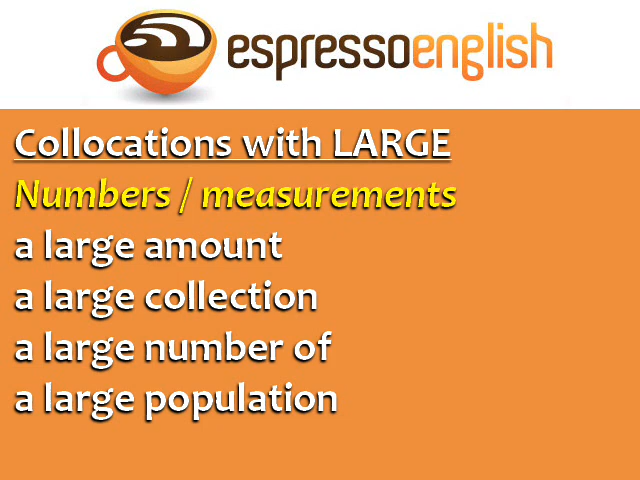 espressoenglish
Collocations with LARGE
Numbers / measurements
a large amount
a large collection
a large number of
a large population